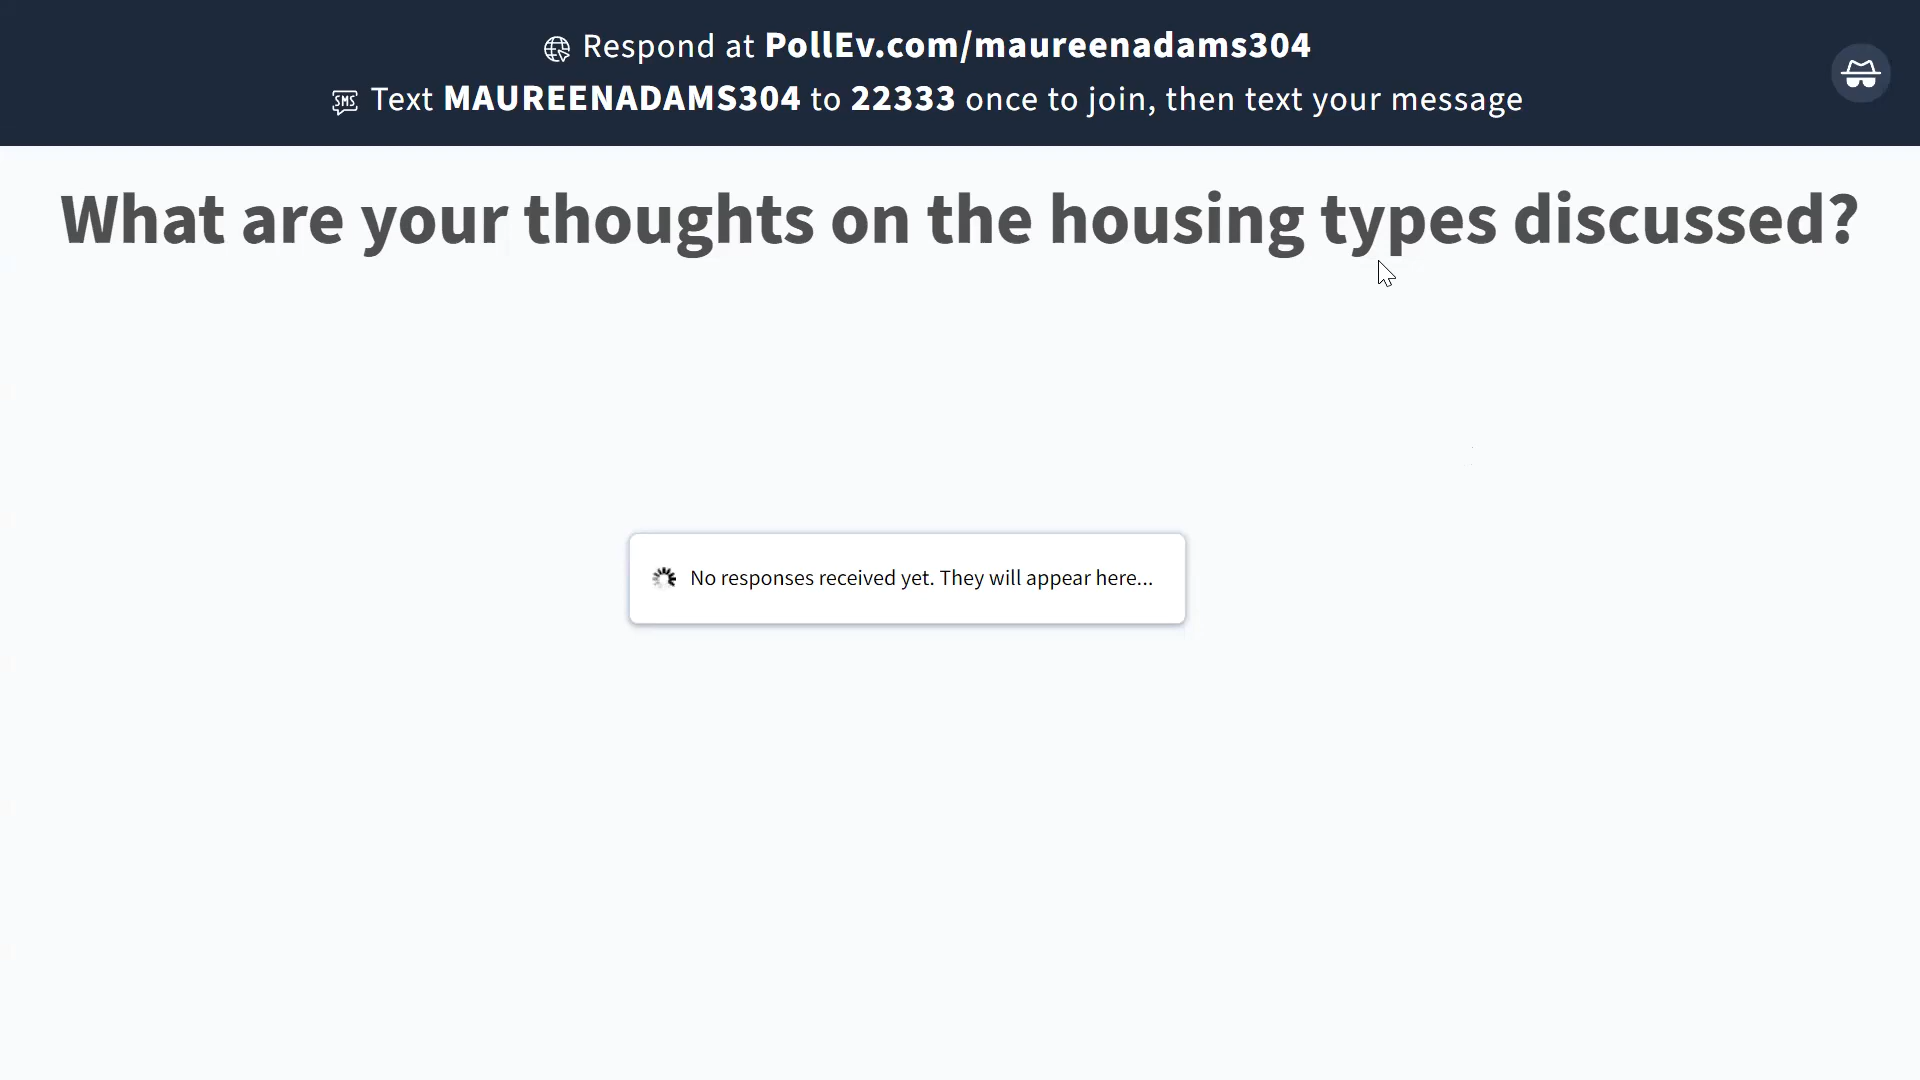 Respond at PollEv.com/maureenadams304
SMS Text MAUREENADAMS304 to 22333 once to join, then text your message
What are your thoughts on the housing types discussed?
No responses received yet. They will appear here...